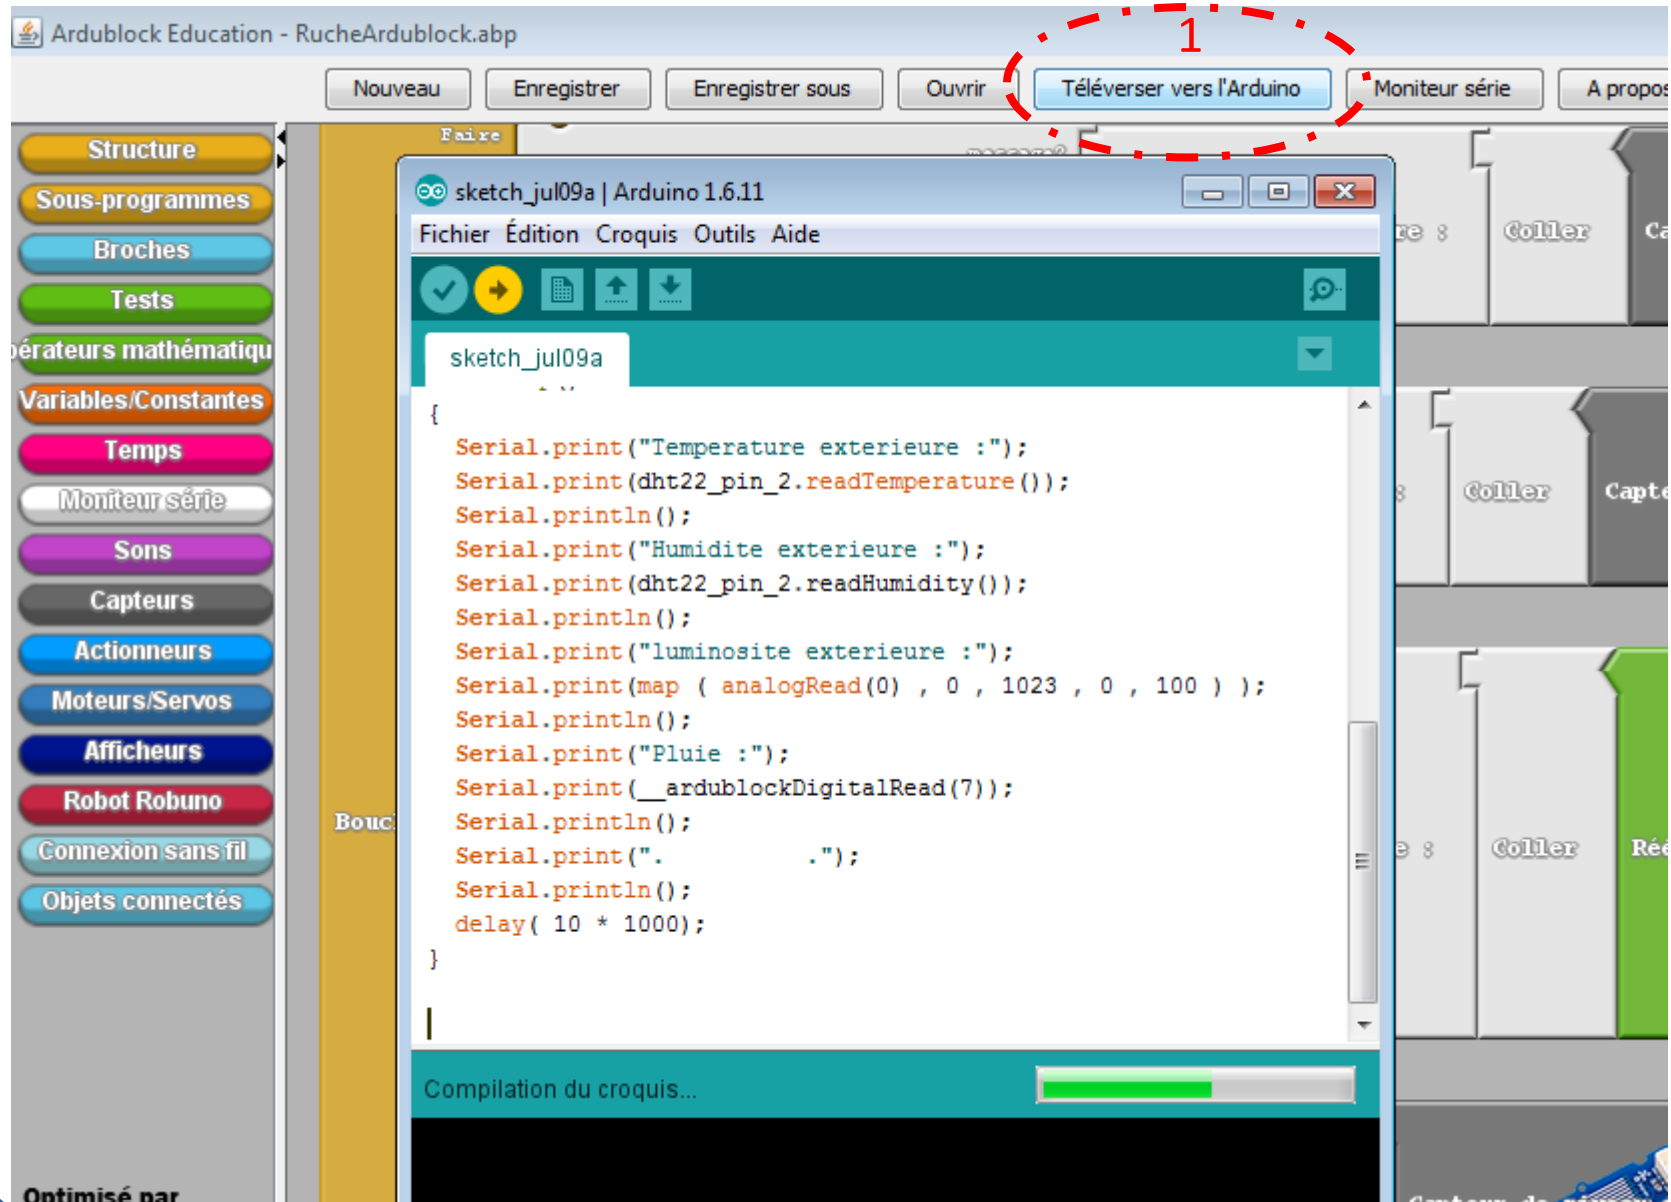 Ardublock Education - RucheArdublock.abp
1
Nouveau
Enregistrer
Enregistrer sous
Ouvrir
Téléverser vers l'Arduino
Moniteur série
A propos
Structure
Sous-programmes
Broches
Tests
pérateurs mathématiqu
Variables/Constantes
Temps
Moniteur série
Sons
Capteurs
Actionneurs
Moteurs/Servos
Afficheurs
Robot Robuno
Connexion sans fil
Objets connectés
Optimisé par
Faire
Bouc
sketch_jul09a | Arduino 1.6.11
Fichier Édition Croquis Outils Aide
sketch_jul09a
{
Serial.print("Temperature exterieure :");
Serial.print(dht22_pin_2.readTemperature());
Serial.println();
Serial.print("Humidite exterieure :");
Serial.print(dht22_pin_2.readHumidity());
Serial.println();
Serial.print("luminosite exterieure :");
Serial.print(map ( analogRead(0) , 0 , 1023 , 0 , 100 ) );
Serial.println();
Serial.print("Pluie :");
Serial.print(__ardublockDigitalRead(7));
Serial.println();
Serial.print(".          .");
Serial.println();
delay( 10 * 1000);
}
Compilation du croquis...
re : Coller Ca
Coller Capte
e : Coller Réé